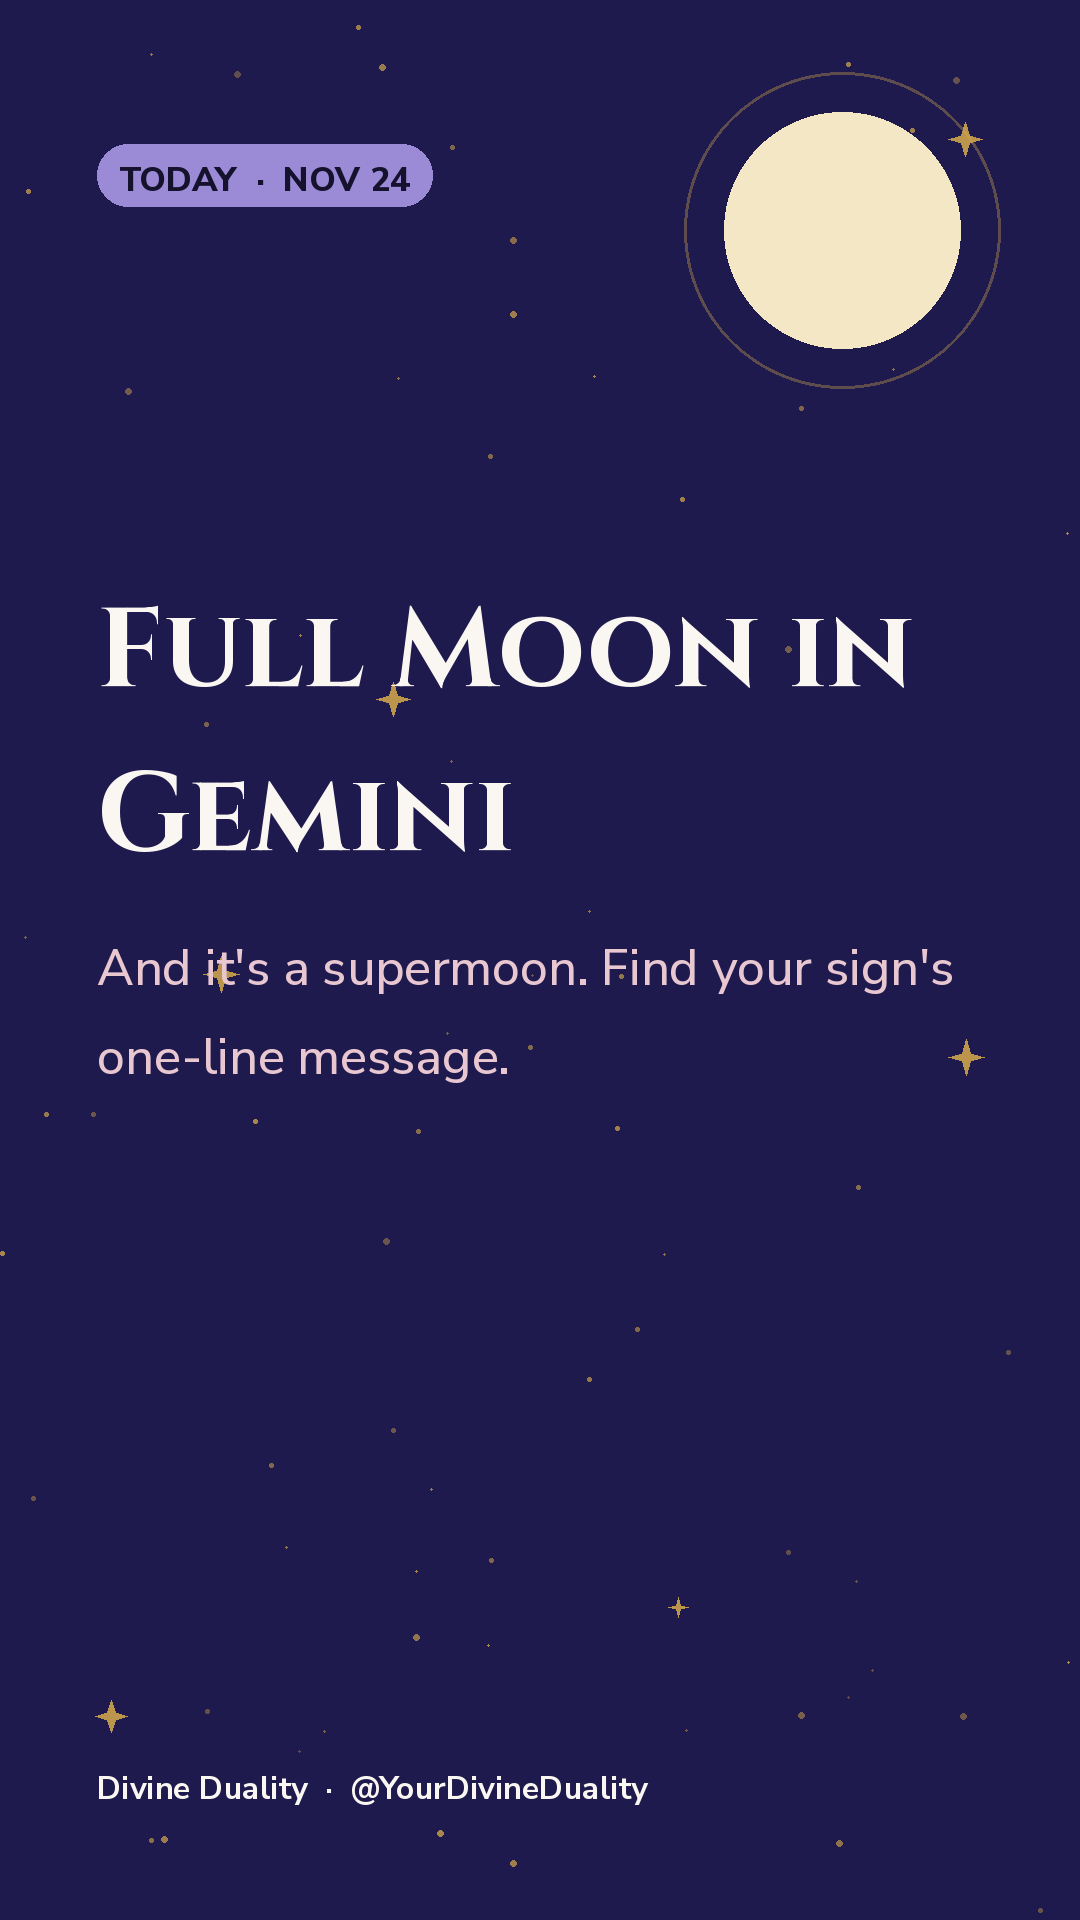 TODAY · NOV 24
Full Moon in
Gemini
And it's a supermoon. Find your sign's
one-line message.
Divine Duality · @YourDivineDuality